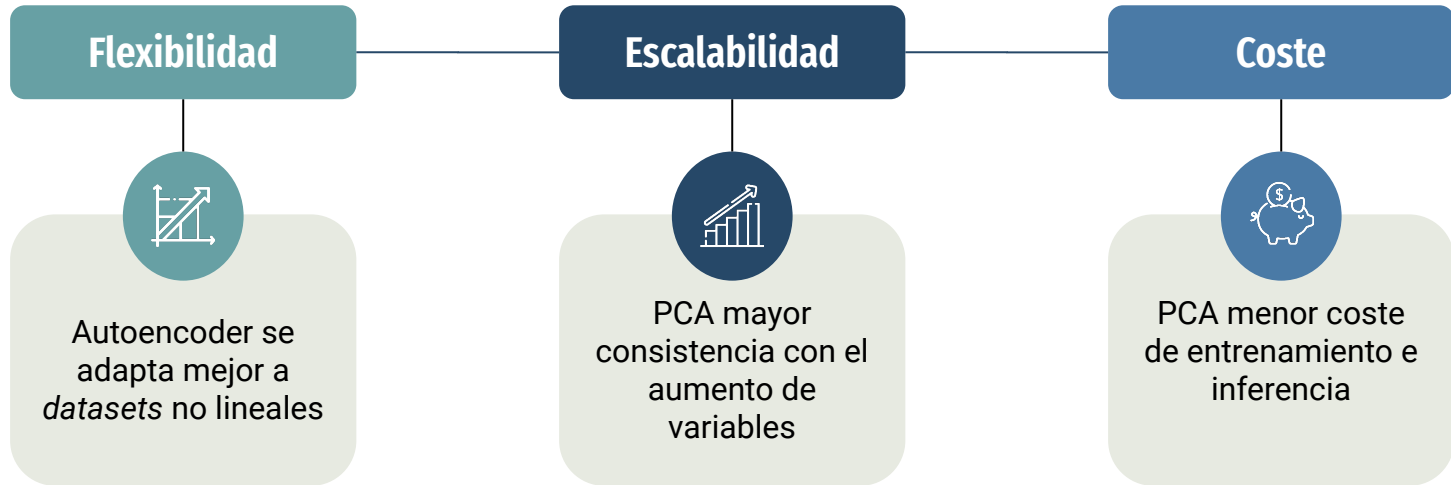 Flexibilidad
Escalabilidad
Coste
$
Autoencoder se
adapta mejor a
datasets no lineales
PCA mayor
consistencia con el
aumento de
variables
PCA menor coste
de entrenamiento e
inferencia